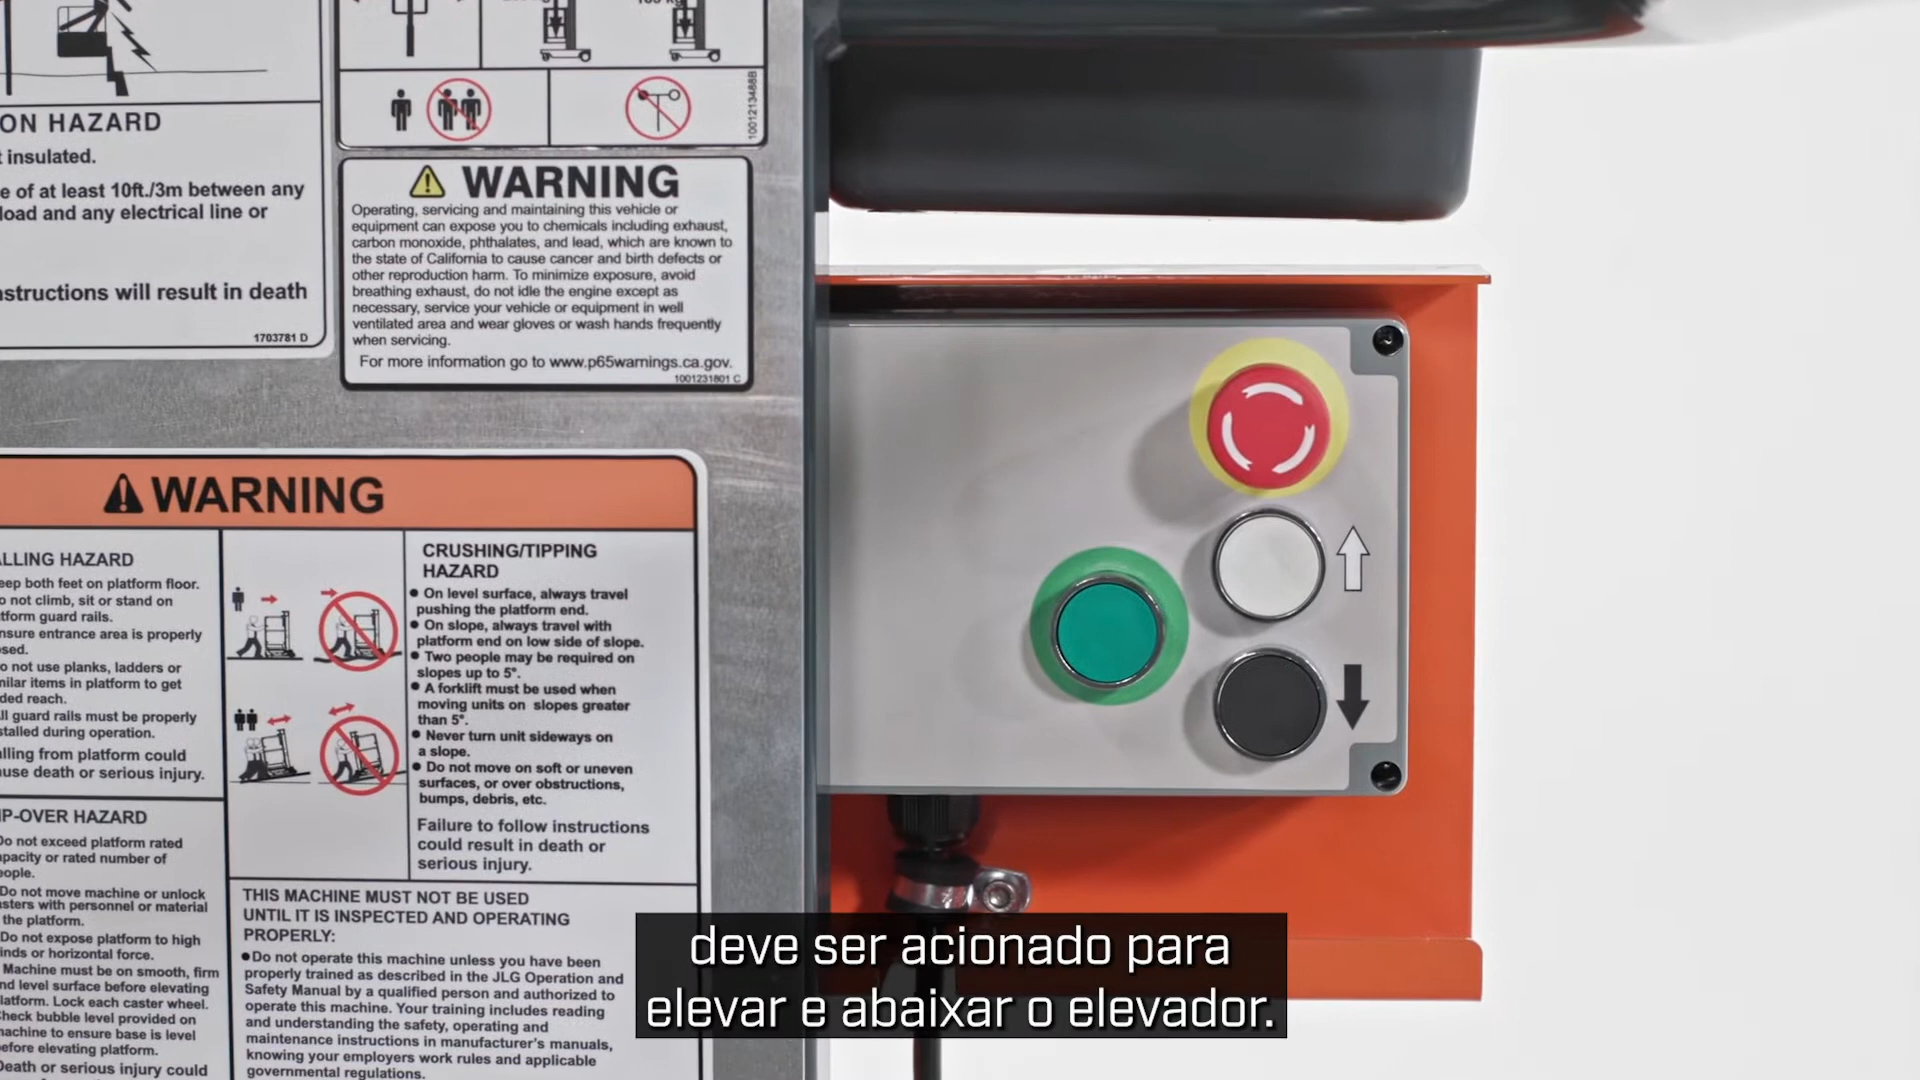 ON HAZARD
insulated.
e of at least 10ft./3m between any
load and any electrical line or
structions will result in death
1703781 D
1001213488B
WARNING
Operating, servicing and maintaining this vehicle or
equipment can expose you to chemicals including exhaust,
carbon monoxide, phthalates, and lead, which are known to
the state of California to cause cancer and birth defects or
other reproduction harm. To minimize exposure, avoid
breathing exhaust, do not idle the engine except as
necessary, service your vehicle or equipment in well
ventilated area and wear gloves or wash hands frequently
when servicing.
For more information go to www.p65warnings.ca.gov.
1001231801 C
WARNING
ALLING HAZARD
eep both feet on platform floor.
o not climb, sit or stand on
tform guard rails.
nsure entrance area is properly
sed.
o not use planks, ladders or
milar items in platform to get
ded reach.
ll guard rails must be properly
stalled during operation.
alling from platform could
ause death or serious injury.
IP-OVER HAZARD
Do not exceed platform rated
apacity or rated number of
eople.
Do not move machine or unlock
asters with personnel or material
the platform.
Do not expose platform to high
inds or horizontal force.
Machine must be on smooth, firm
nd level surface before elevating
latform. Lock each caster wheel.
heck bubble level provided on
machine to ensure base is level
efore elevating platform.
Death or serious injury could
CRUSHING/TIPPING
HAZARD
● On level surface, always travel
pushing the platform end.
● On slope, always travel with
platform end on low side of slope.
● Two people may be required on
slopes up to 5°.
● A forklift must be used when
moving units on slopes greater
than 5°.
● Never turn unit sideways on
a slope.
● Do not move on soft or uneven
surfaces, or over obstructions,
bumps, debris, etc.
Failure to follow instructions
could result in death or
serious injury.
THIS MACHINE MUST NOT BE USED
UNTIL IT IS INSPECTED AND OPERATING
PROPERLY:
● Do not operate this machine unless you have been
properly trained as described in the JLG Operation and
Safety Manual by a qualified person and authorized to
operate this machine. Your training includes reading
and understanding the safety, operating and
maintenance instructions in manufacturer's manuals,
knowing your employers work rules and applicable
governmental regulations.
deve ser acionado para
elevar e abaixar o elevador.